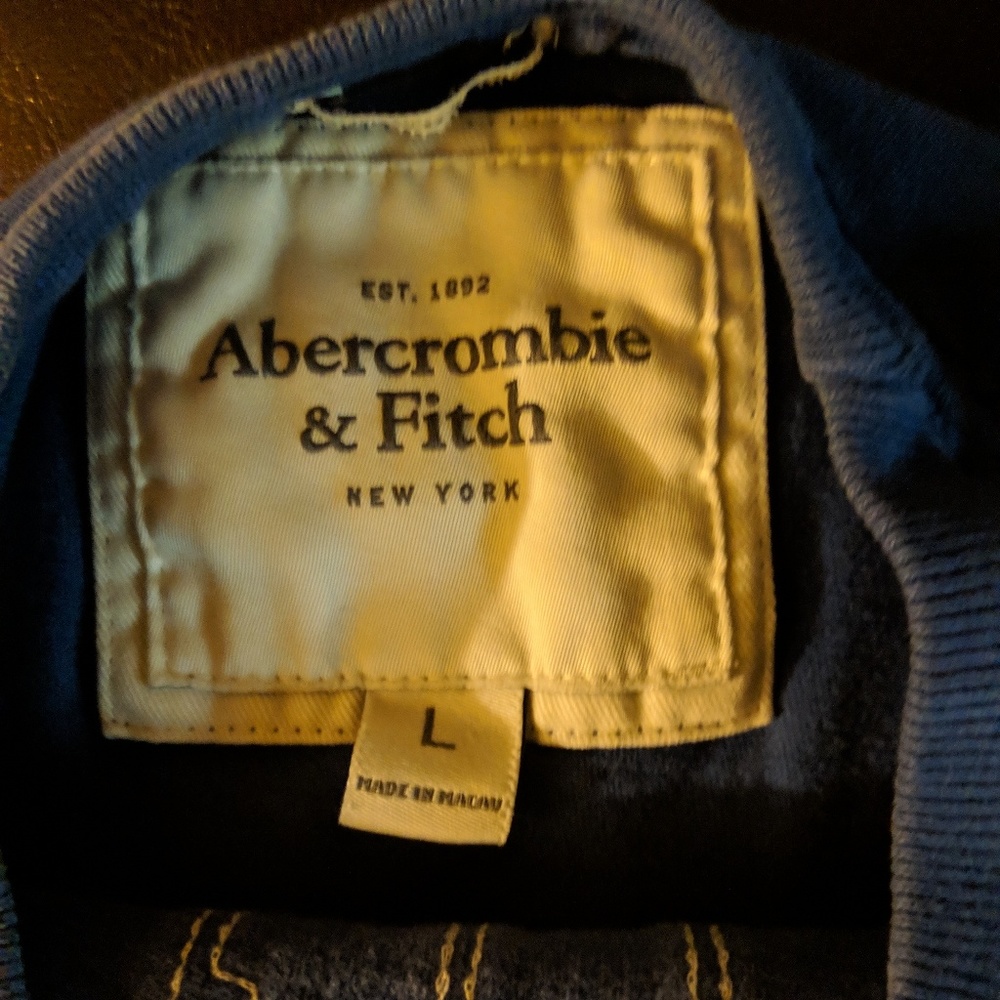 EST. 1892
Abercrombie
& Fitch
NEW YORK
L
MADE IN MACAU